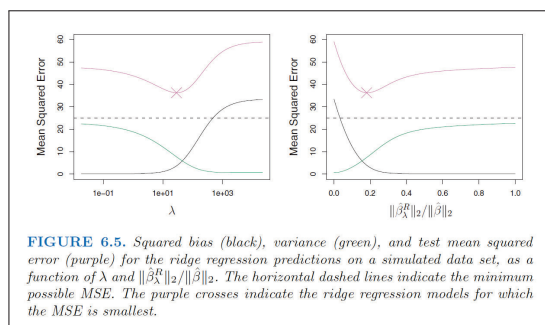 Mean Squared Error
0 10 20 30 40 50 60
1e−01 1e+01 1e+03
λ
Mean Squared Error
0 10 20 30 40 50 60
0.0 0.2 0.4 0.6 0.8 1.0
‖β̂λᴿ‖₂/‖β̂‖₂
FIGURE 6.5. Squared bias (black), variance (green), and test mean squared
error (purple) for the ridge regression predictions on a simulated data set, as a
function of λ and ‖β̂λᴿ‖₂/‖β̂‖₂. The horizontal dashed lines indicate the minimum
possible MSE. The purple crosses indicate the ridge regression models for which
the MSE is smallest.